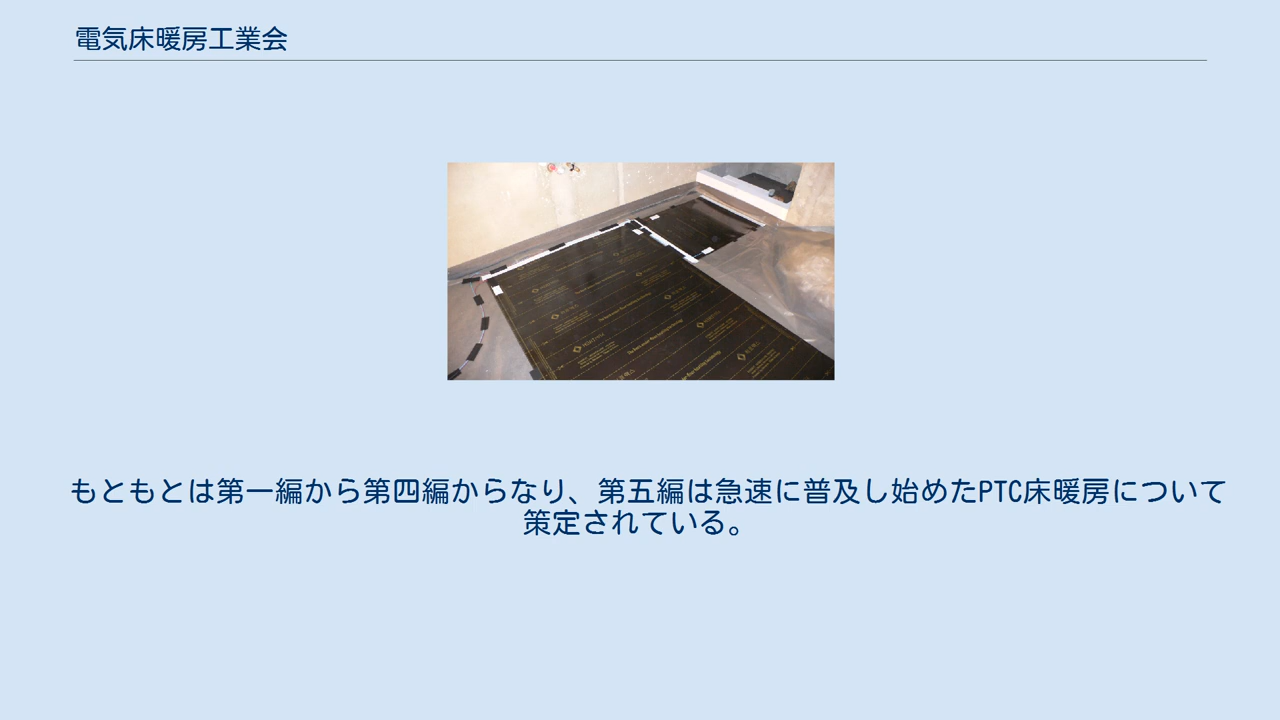 電気床暖房工業会
もともとは第一編から第四編からなり、第五編は急速に普及し始めたPTC床暖房について
策定されている。